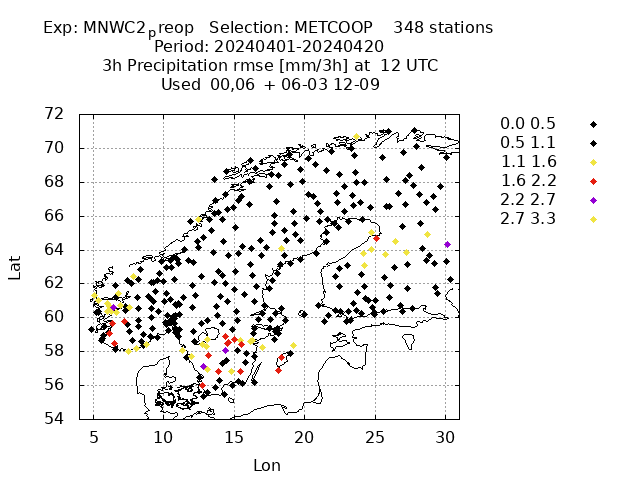 Exp: MNWC2preop   Selection: METCOOP    348 stations
Period: 20240401-20240420
3h Precipitation rmse [mm/3h] at  12 UTC
Used  00,06 + 06-03 12-09
72
70
68
66
64
62
60
58
56
54
5 10 15 20 25 30
Lat
Lon
0.0 0.5
0.5 1.1
1.1 1.6
1.6 2.2
2.2 2.7
2.7 3.3